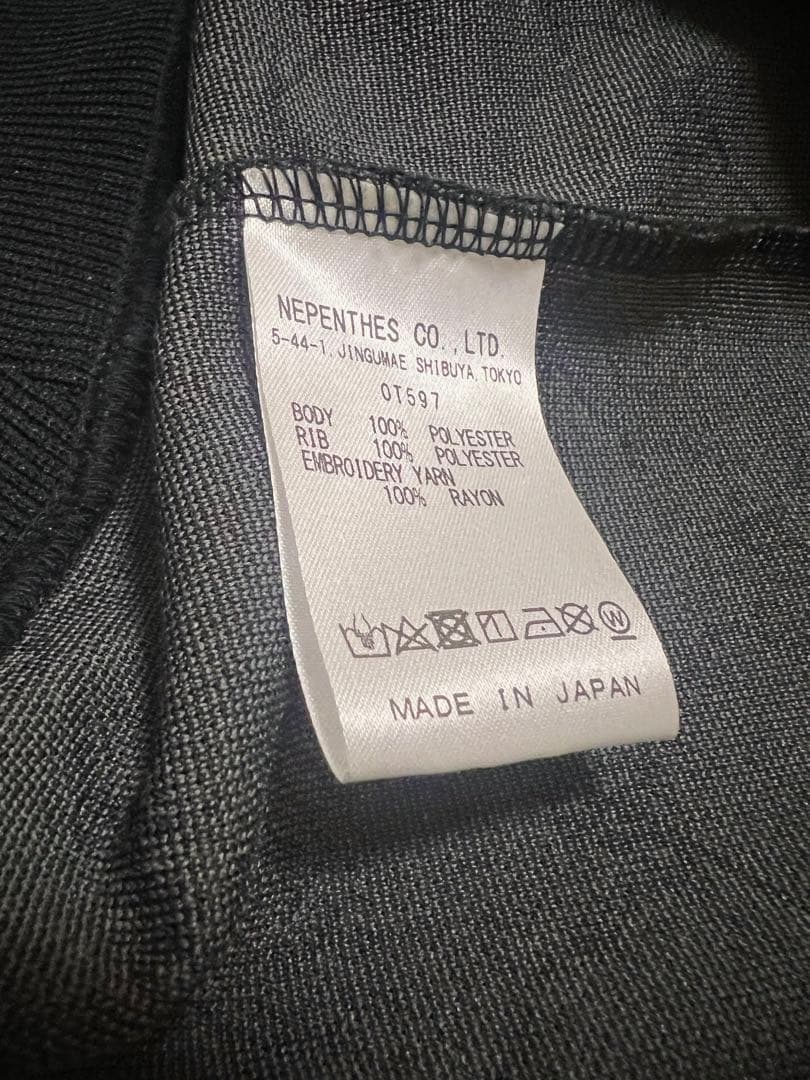 NEPENTHES CO.,LTD.
5-44-1, JINGUMAE SHIBUYA, TOKYO
OT597
BODY 100% POLYESTER
RIB 100% POLYESTER
EMBROIDERY YARN
100% RAYON
W
MADE IN JAPAN